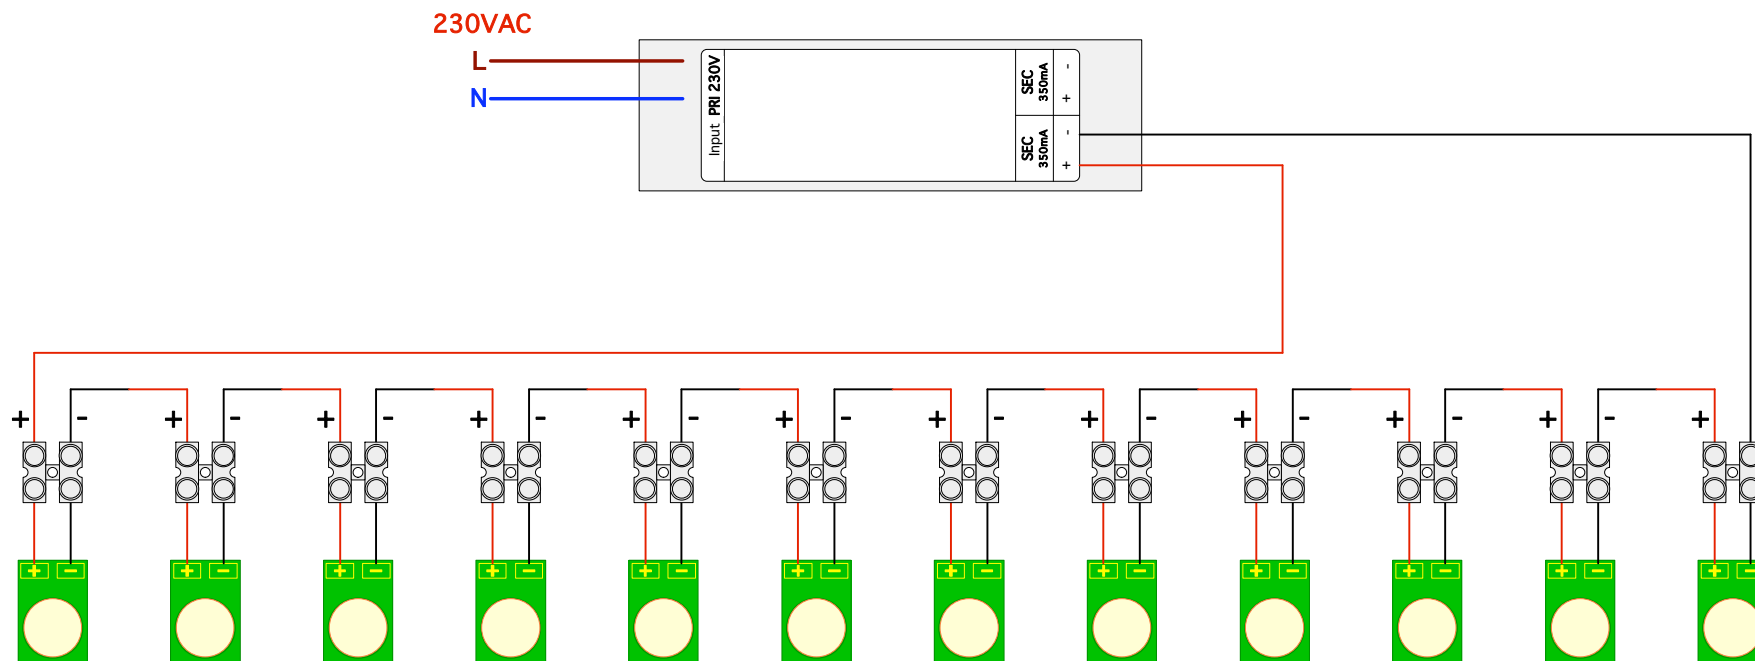 230VAC
L
N
Input PRI 230V
SEC
350mA
- +
SEC
350mA
- +
+ - + - + - + - + - + - + - + - + - + - + - +
+ - + - + - + - + - + - + - + - + - + - + - + -